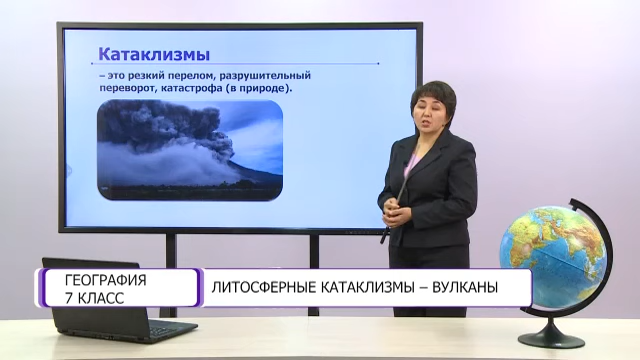 Катаклизмы
– это резкий перелом, разрушительный
переворот, катастрофа (в природе).
ГЕОГРАФИЯ
7 КЛАСС
ЛИТОСФЕРНЫЕ КАТАКЛИЗМЫ – ВУЛКАНЫ